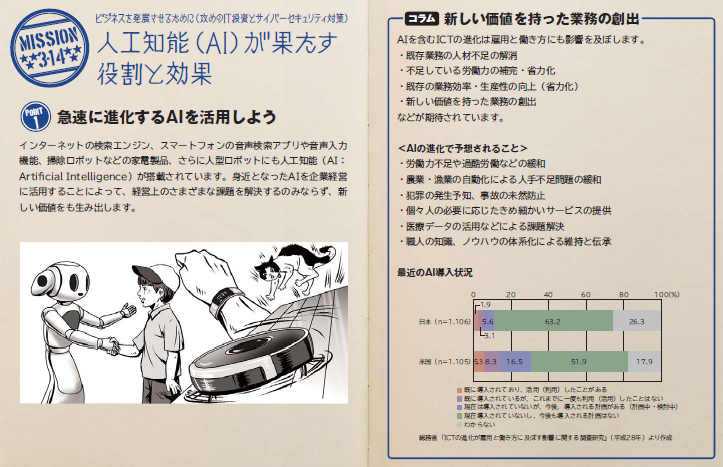 MISSION
3-14
ビジネスを発展させるために(攻めのIT投資とサイバーセキュリティ対策)
人工知能(AI)が果たす
役割と効果
POINT
1
急速に進化するAIを活用しよう
インターネットの検索エンジン、スマートフォンの音声検索アプリや音声入力
機能、掃除ロボットなどの家電製品、さらに人型ロボットにも人工知能(AI:
Artificial Intelligence)が搭載されています。身近となったAIを企業経営
に活用することによって、経営上のさまざまな課題を解決するのみならず、新
しい価値をも生み出します。
コラム 新しい価値を持った業務の創出
AIを含むICTの進化は雇用と働き方にも影響を及ぼします。
・既存業務の人材不足の解消
・不足している労働力の補完・省力化
・既存の業務効率・生産性の向上(省力化)
・新しい価値を持った業務の創出
などが期待されています。
<AIの進化で予想されること>
・労働力不足や過酷労働などの緩和
・農業・漁業の自動化による人手不足問題の緩和
・犯罪の発生予知、事故の未然防止
・個々人の必要に応じたきめ細かいサービスの提供
・医療データの活用などによる課題解決
・職人の知識、ノウハウの体系化による維持と伝承
最近のAI導入状況
0 20 40 60 80 100(%)
1.9
日本(n=1,106) 5.6 63.2 26.3
3.1
米国(n=1,105) 5.3 8.3 16.5 51.9 17.9
既に導入されており、活用(利用)したことがある
既に導入されているが、これまでに一度も利用(活用)したことはない
現在は導入されていないが、今後、導入される計画がある(計画中・検討中)
現在導入されていないし、今後も導入される計画はない
わからない
総務省「ICTの進化が雇用と働き方に及ぼす影響に関する調査研究」(平成28年)より作成